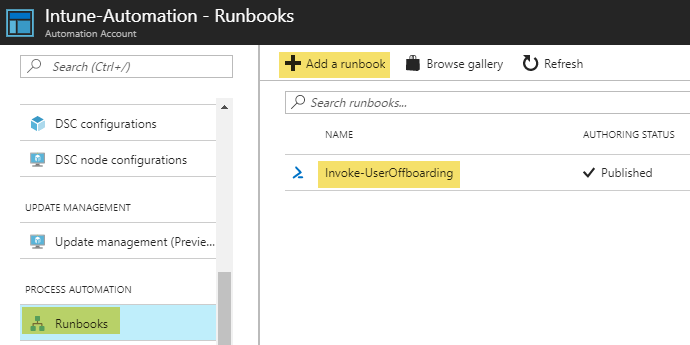 Intune-Automation - Runbooks
Automation Account
Search (Ctrl+/)
DSC configurations
DSC node configurations
UPDATE MANAGEMENT
Update management (Previe...
PROCESS AUTOMATION
Runbooks
Add a runbook
Browse gallery
Refresh
Search runbooks...
NAME
AUTHORING STATUS
Invoke-UserOffboarding
Published